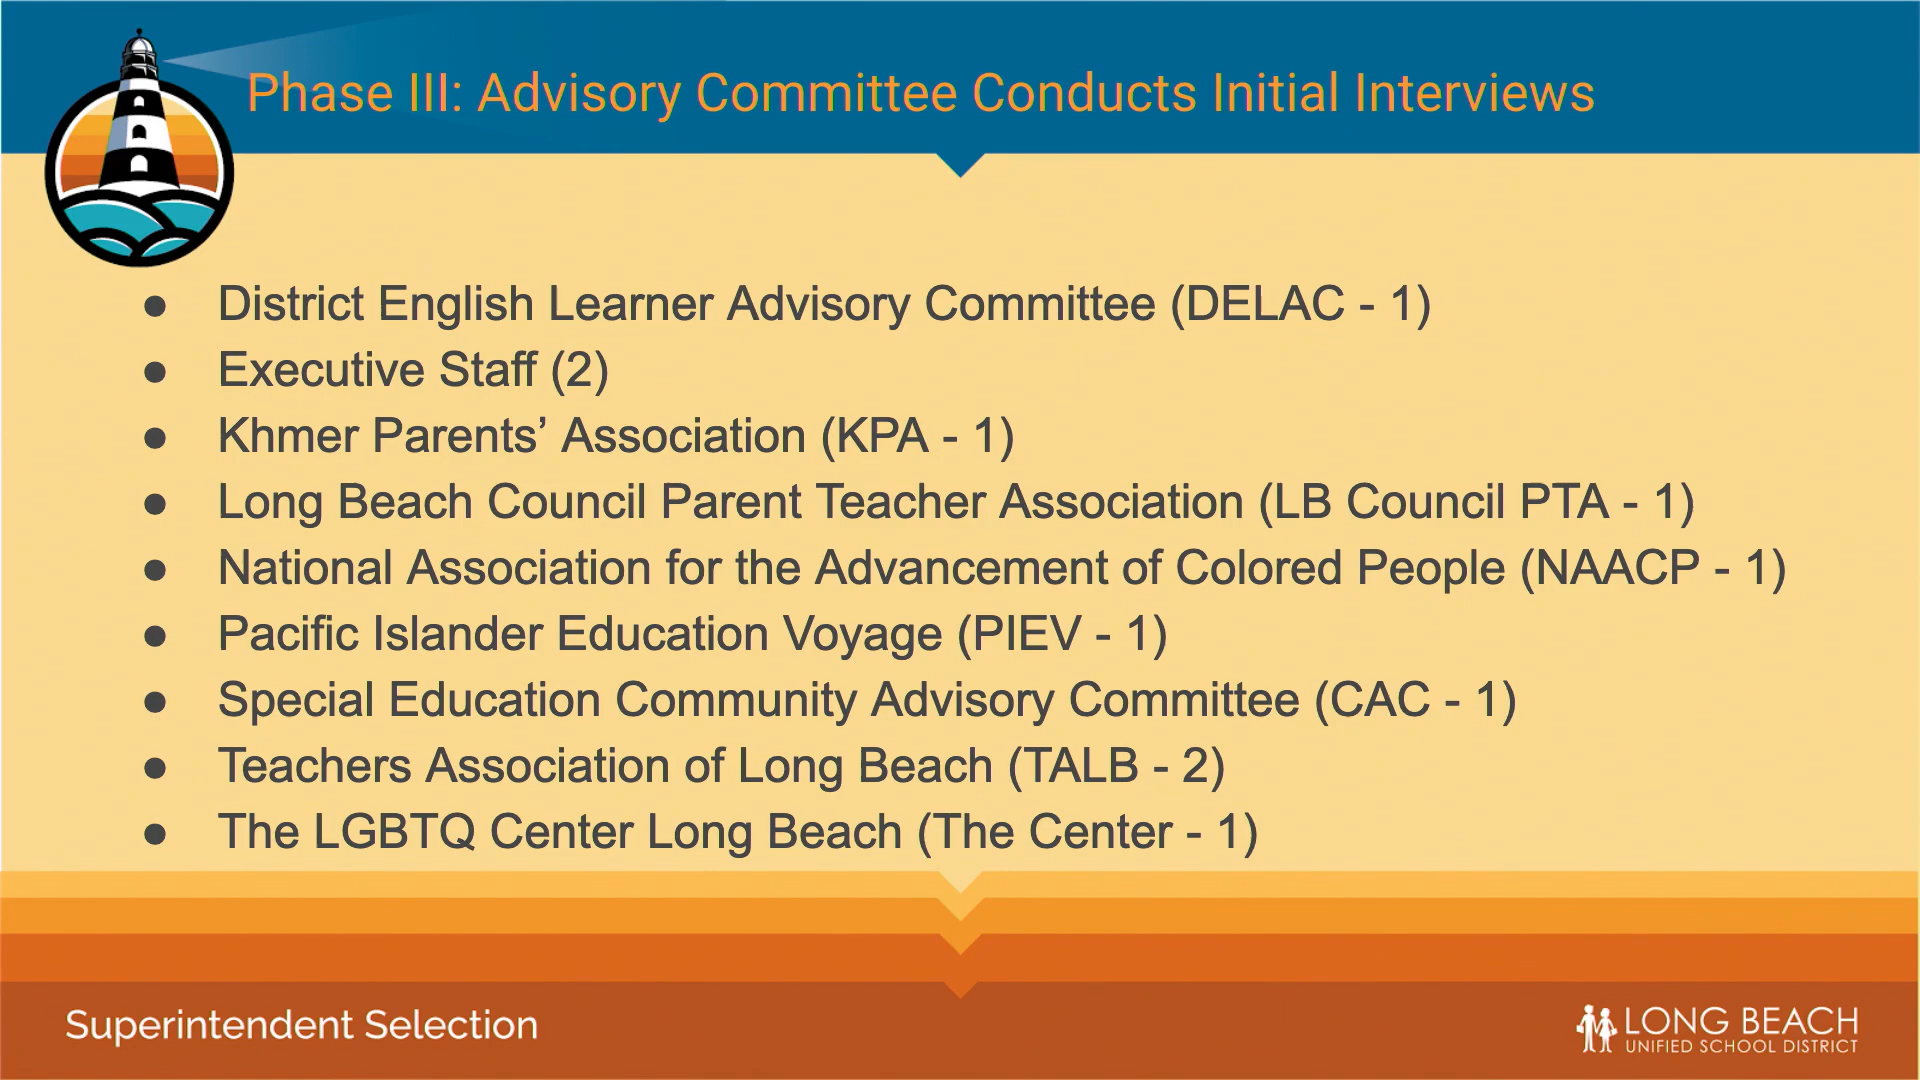 Phase III: Advisory Committee Conducts Initial Interviews
● District English Learner Advisory Committee (DELAC - 1)
● Executive Staff (2)
● Khmer Parents’ Association (KPA - 1)
● Long Beach Council Parent Teacher Association (LB Council PTA - 1)
● National Association for the Advancement of Colored People (NAACP - 1)
● Pacific Islander Education Voyage (PIEV - 1)
● Special Education Community Advisory Committee (CAC - 1)
● Teachers Association of Long Beach (TALB - 2)
● The LGBTQ Center Long Beach (The Center - 1)
Superintendent Selection
LONG BEACH
UNIFIED SCHOOL DISTRICT